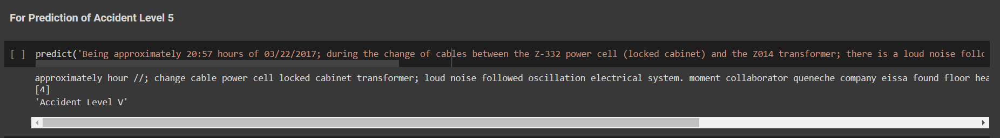 For Prediction of Accident Level 5
[ ] predict('Being approximately 20:57 hours of 03/22/2017; during the change of cables between the Z-332 power cell (locked cabinet) and the Z014 transformer; there is a loud noise follo
approximately hour //; change cable power cell locked cabinet transformer; loud noise followed oscillation electrical system. moment collaborator queneche company eissa found floor hea
[4]
'Accident Level V'